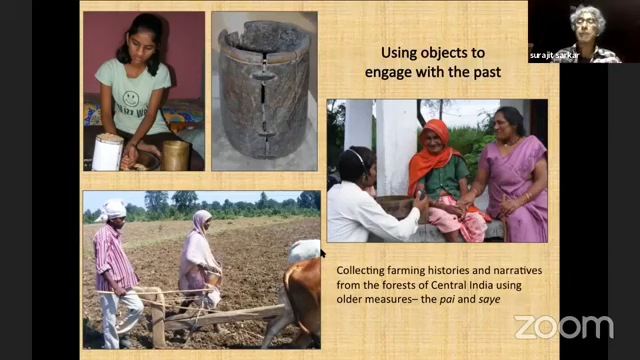 surajit sarkar
Using objects to
engage with the past
Collecting farming histories and narratives
from the forests of Central India using
older measures– the pai and saye
zoom